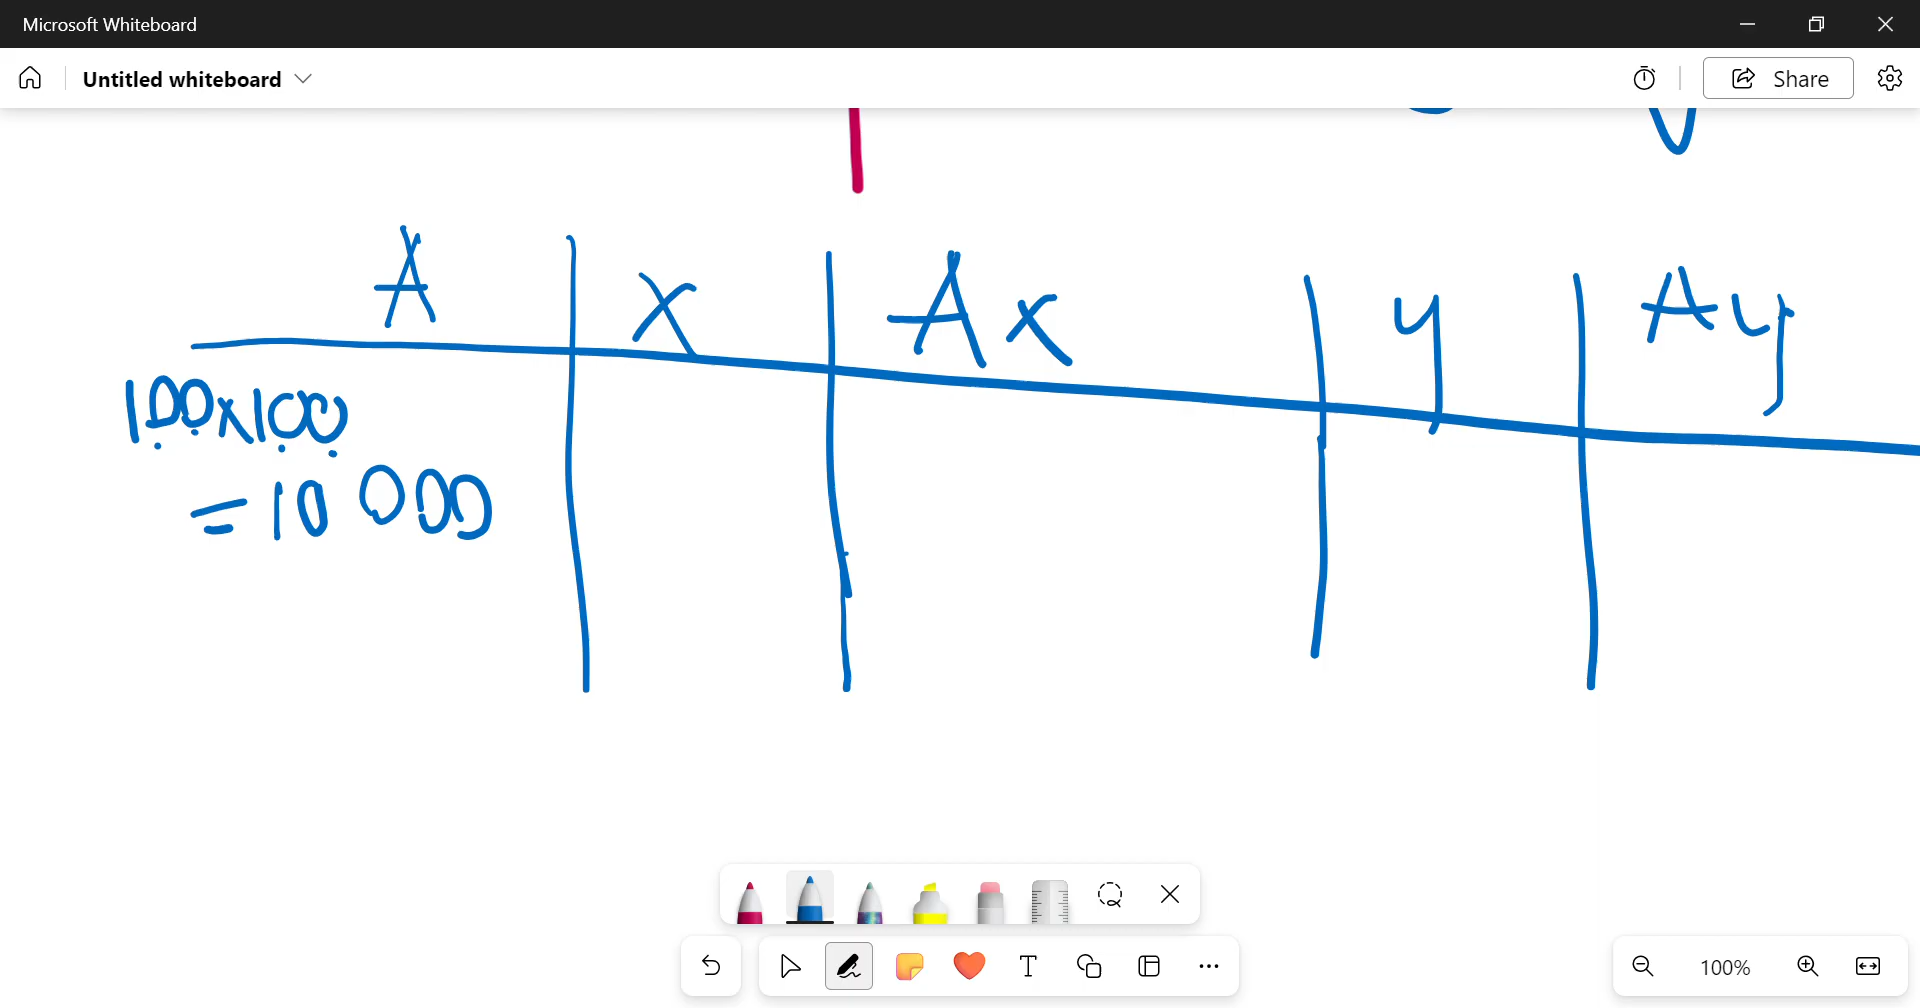 Microsoft Whiteboard
Untitled whiteboard
Share
A x Ax y Ay
100x100
= 10 000
T
100%